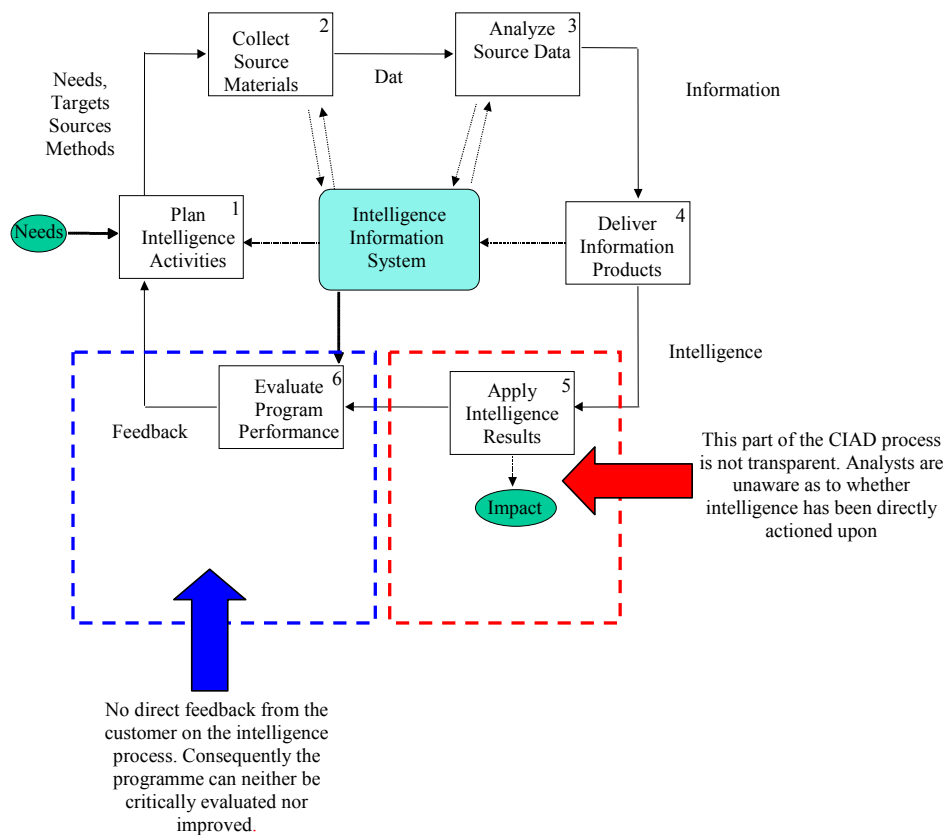 2
Collect
Source
Materials
3
Analyze
Source Data
Dat
Needs,
Targets
Sources
Methods
Information
Needs
1
Plan
Intelligence
Activities
Intelligence
Information
System
4
Deliver
Information
Products
Intelligence
6
Evaluate
Program
Performance
5
Apply
Intelligence
Results
Feedback
Impact
This part of the CIAD process
is not transparent. Analysts are
unaware as to whether
intelligence has been directly
actioned upon
No direct feedback from the
customer on the intelligence
process. Consequently the
programme can neither be
critically evaluated nor
improved.